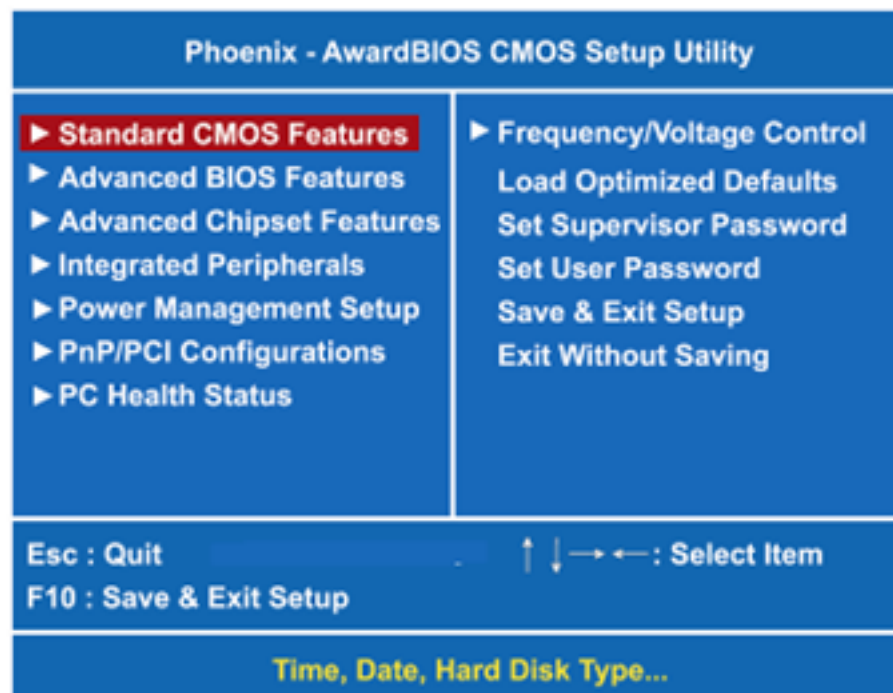 Phoenix - AwardBIOS CMOS Setup Utility
Standard CMOS Features
Advanced BIOS Features
Advanced Chipset Features
Integrated Peripherals
Power Management Setup
PnP/PCI Configurations
PC Health Status
Frequency/Voltage Control
Load Optimized Defaults
Set Supervisor Password
Set User Password
Save & Exit Setup
Exit Without Saving
Esc : Quit
↑ ↓ → ← : Select Item
F10 : Save & Exit Setup
Time, Date, Hard Disk Type...